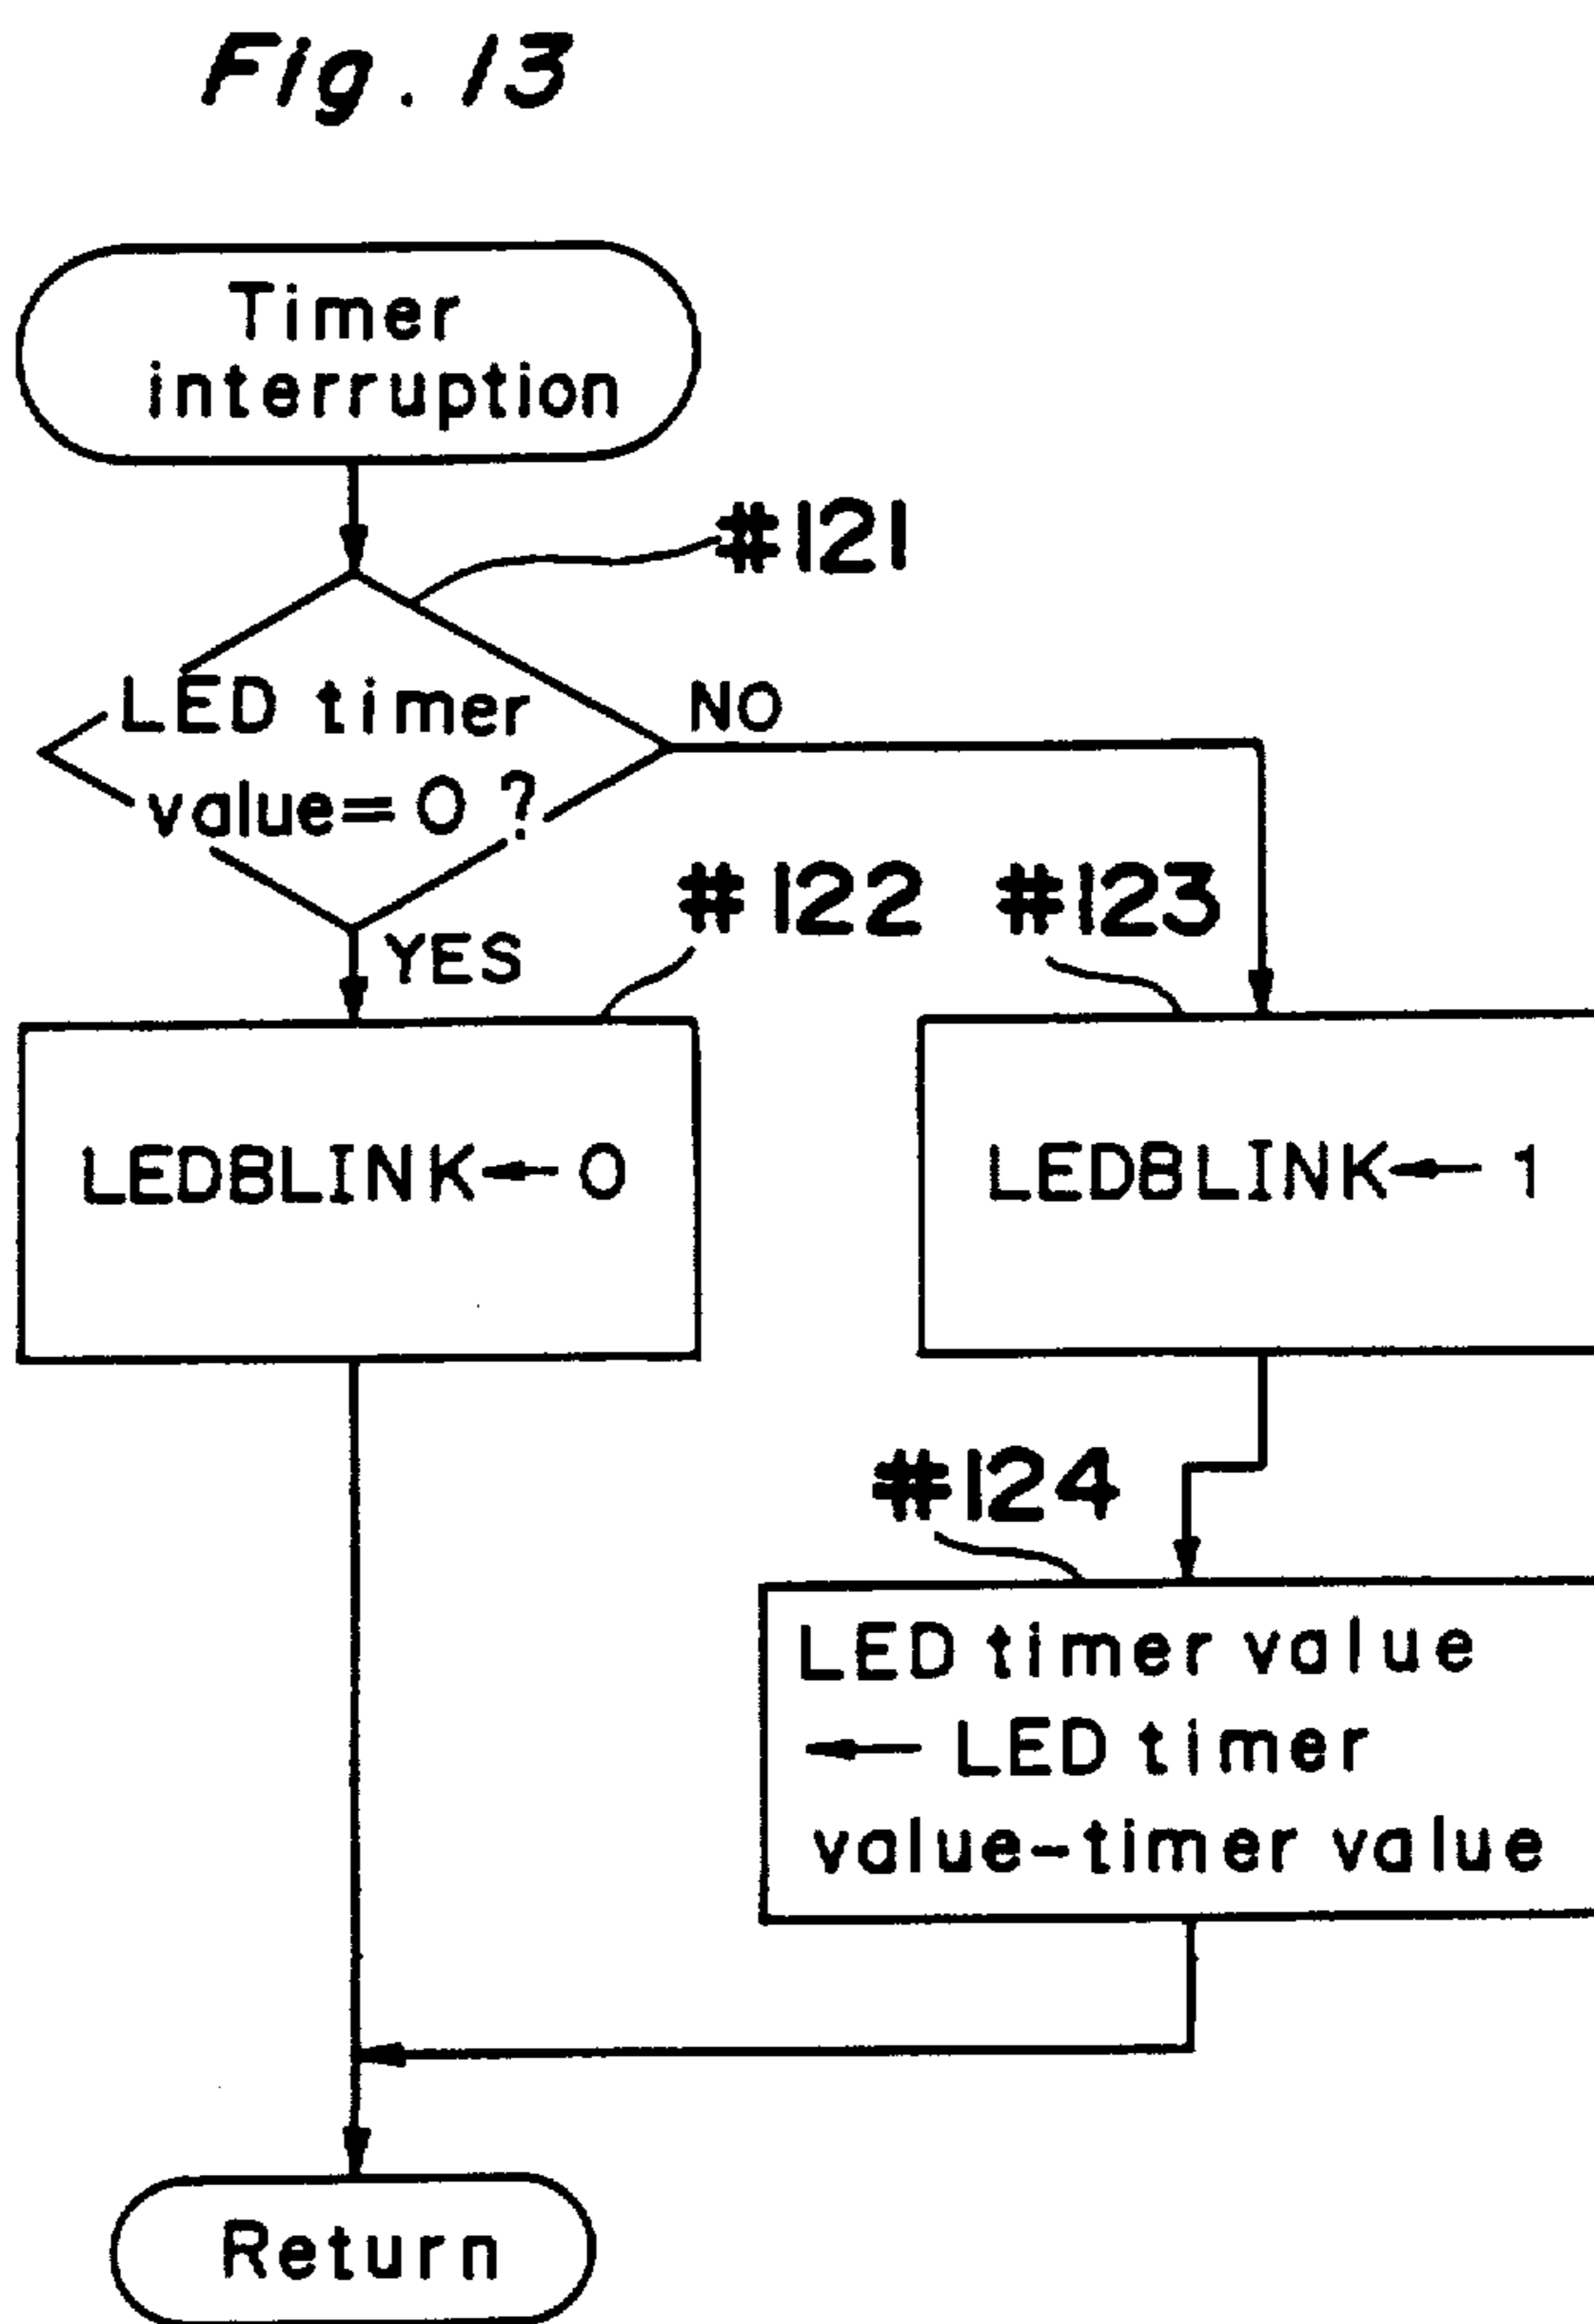 Fig. 13
Timer
interruption
#121
LED timer
value=0?
NO
YES
#122
#123
LEDBLINK←0
LEDBLINK←1
#124
LED timer value
←LED timer
value-timer value
Return